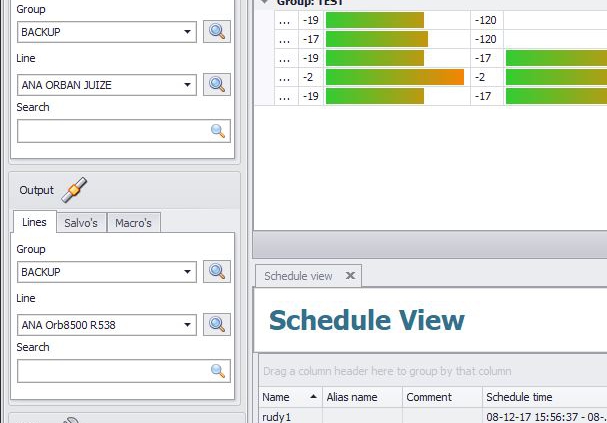 Group
BACKUP
Line
ANA ORBAN JUIZE
Search
Output
Lines Salvo's Macro's
Group
BACKUP
Line
ANA Orb8500 R538
Search
Group: TEST
... -19 -120
... -17 -120
... -19 -17
... -2 -2
... -19 -17
Schedule view X
Schedule View
Drag a column header here to group by that column
Name Alias name Comment Schedule time
rudy1 08-12-17 15:56:37 - 08-..